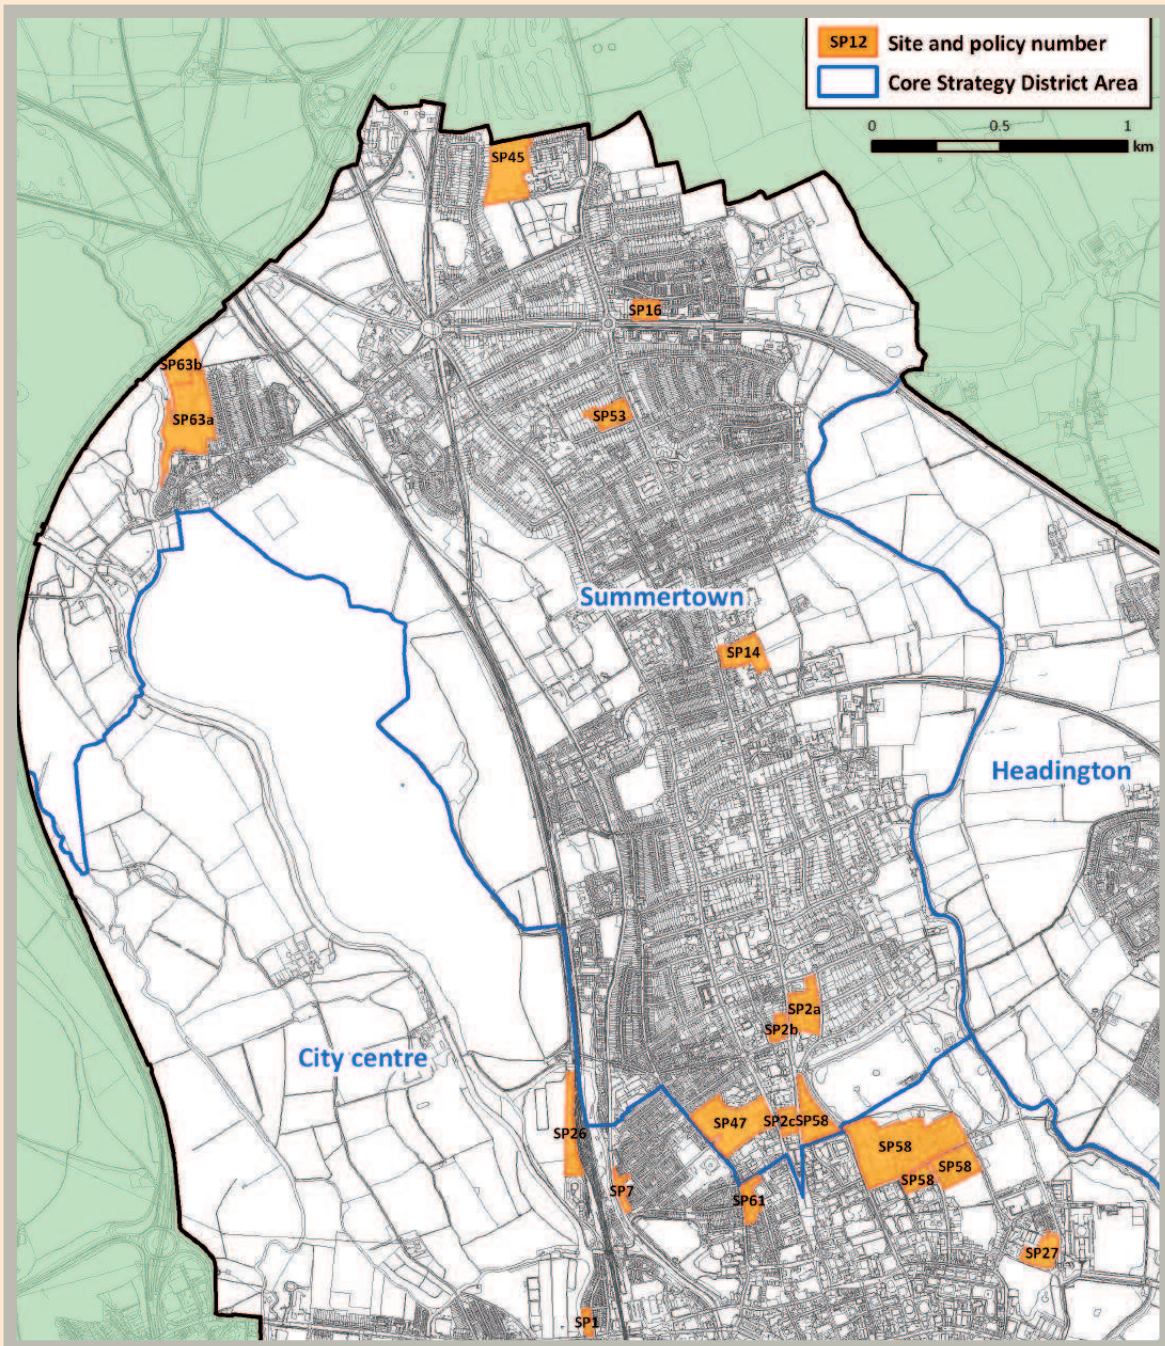 SP12 Site and policy number
Core Strategy District Area
0 0.5 1
km
SP45
SP16
SP63b
SP63a
SP53
Summertown
SP14
Headington
SP2a
SP2b
City centre
SP47
SP2c
SP58
SP26
SP58
SP58
SP58
SP7
SP61
SP27
SP1